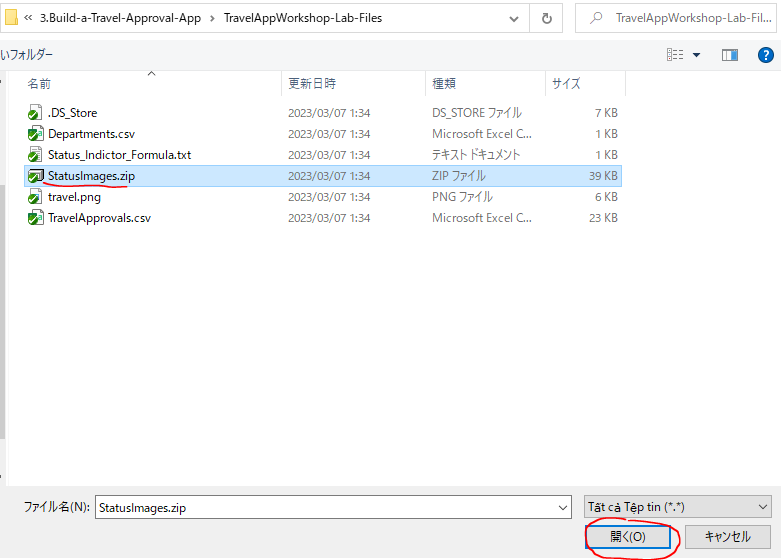 « 3.Build-a-Travel-Approval-App > TravelAppWorkshop-Lab-Files
TravelAppWorkshop-Lab-Fil...
いフォルダー
名前 更新日時 種類 サイズ
.DS_Store 2023/03/07 1:34 DS_STORE ファイル 7 KB
Departments.csv 2023/03/07 1:34 Microsoft Excel C... 1 KB
Status_Indictor_Formula.txt 2023/03/07 1:34 テキスト ドキュメント 1 KB
StatusImages.zip 2023/03/07 1:34 ZIP ファイル 39 KB
travel.png 2023/03/07 1:34 PNG ファイル 6 KB
TravelApprovals.csv 2023/03/07 1:34 Microsoft Excel C... 23 KB
ファイル名(N): StatusImages.zip Tất cả Tệp tin (*.*)
開く(O) キャンセル